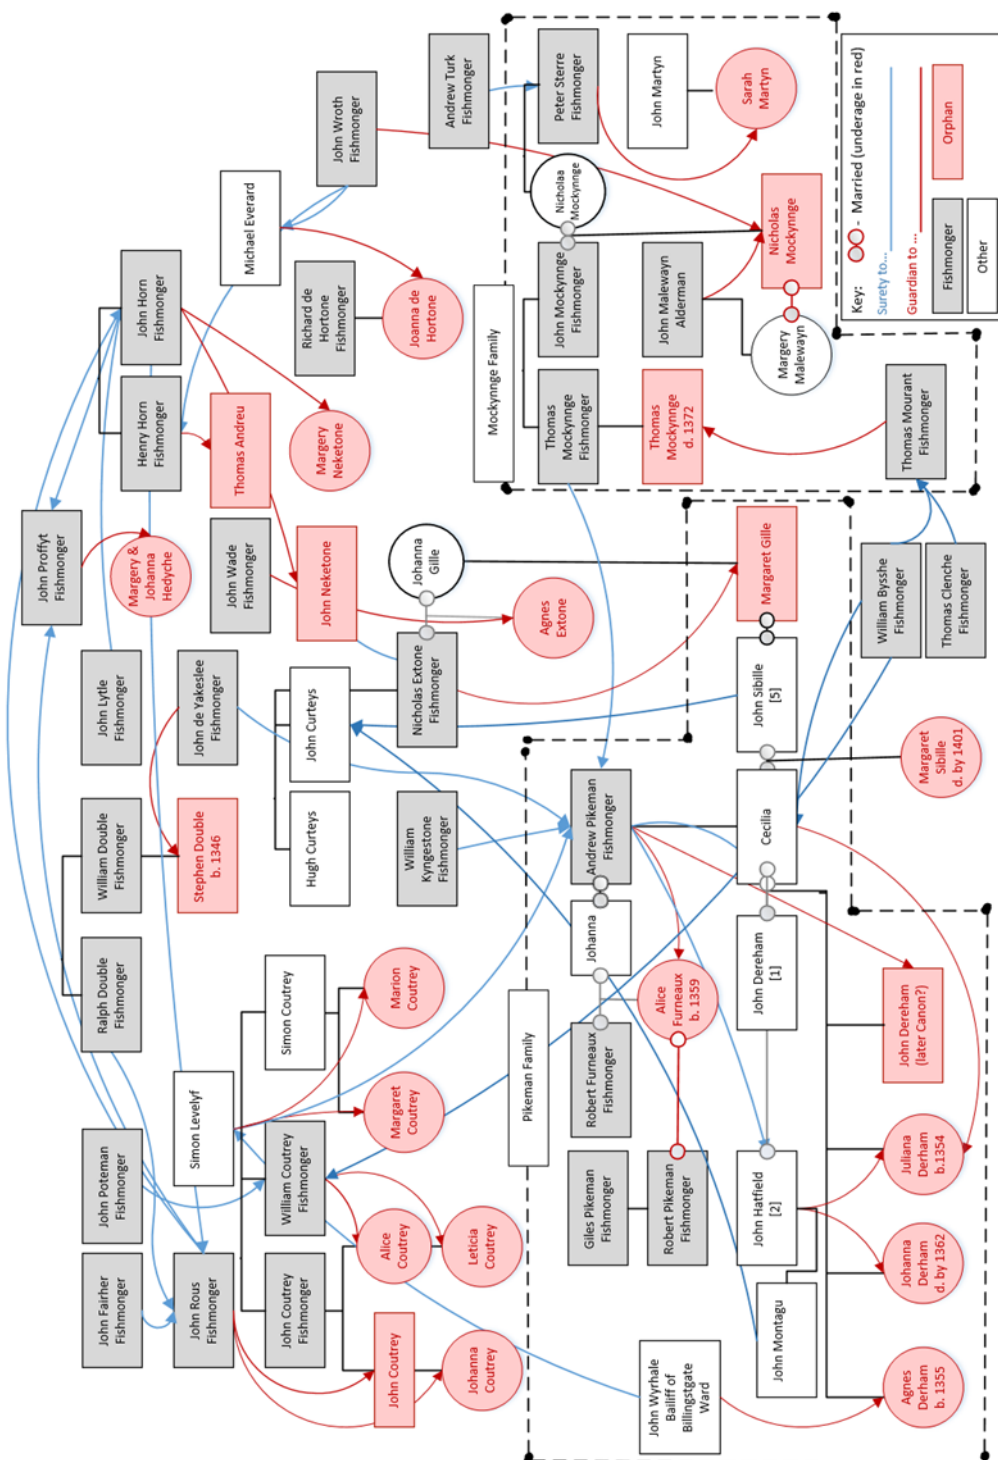 John Fairher
Fishmonger
John Poteman
Fishmonger
Ralph Double
Fishmonger
William Double
Fishmonger
John Lytle
Fishmonger
John Proffyt
Fishmonger
Henry Horn
Fishmonger
John Horn
Fishmonger
John Rous
Fishmonger
Simon Levelyf
Stephen Double
b. 1346
John de Yakeslee
Fishmonger
Margery &
Johanna
Hedyche
Thomas Andreu
Michael Everard
John Wroth
Fishmonger
John Coutrey
Fishmonger
William Coutrey
Fishmonger
Simon Coutrey
Hugh Curteys
John Curteys
John Wade
Fishmonger
Margery
Neketone
Richard de
Hortone
Fishmonger
Andrew Turk
Fishmonger
John Coutrey
Alice
Coutrey
Margaret
Coutrey
Marion
Coutrey
John Neketone
Joanna de
Hortone
Johanna
Coutrey
Leticia
Coutrey
William
Kyngestone
Fishmonger
Nicholas Extone
Fishmonger
Johanna
Gille
Agnes
Extone
Mockynnge Family
Pikeman Family
Thomas
Mockynnge
Fishmonger
John Mockynnge
Fishmonger
Nicholaa
Mockynnge
Peter Sterre
Fishmonger
Giles Pikeman
Fishmonger
Robert Furneaux
Fishmonger
Johanna
Andrew Pikeman
Fishmonger
Thomas
Mockynnge
d. 1372
John Malewayn
Alderman
John Martyn
John Wyrhale
Bailiff of
Billingstgate
Ward
Robert Pikeman
Fishmonger
Alice
Furneaux
b. 1359
Margery
Malewayn
Nicholas
Mockynnge
Sarah
Martyn
John Montagu
John Hatfield
[2]
John Dereham
[1]
Cecilia
John Sibille
[5]
Margaret Gille
Thomas Mourant
Fishmonger
Agnes
Derham
b. 1355
Johanna
Derham
d. by 1362
Juliana
Derham
b.1354
John Dereham
(later Canon?)
Margaret
Sibille
d. by 1401
William Bysshe
Fishmonger
Thomas Clenche
Fishmonger
Key:
- Married (underage in red)
Surety to...
Guardian to ...
Fishmonger
Orphan
Other